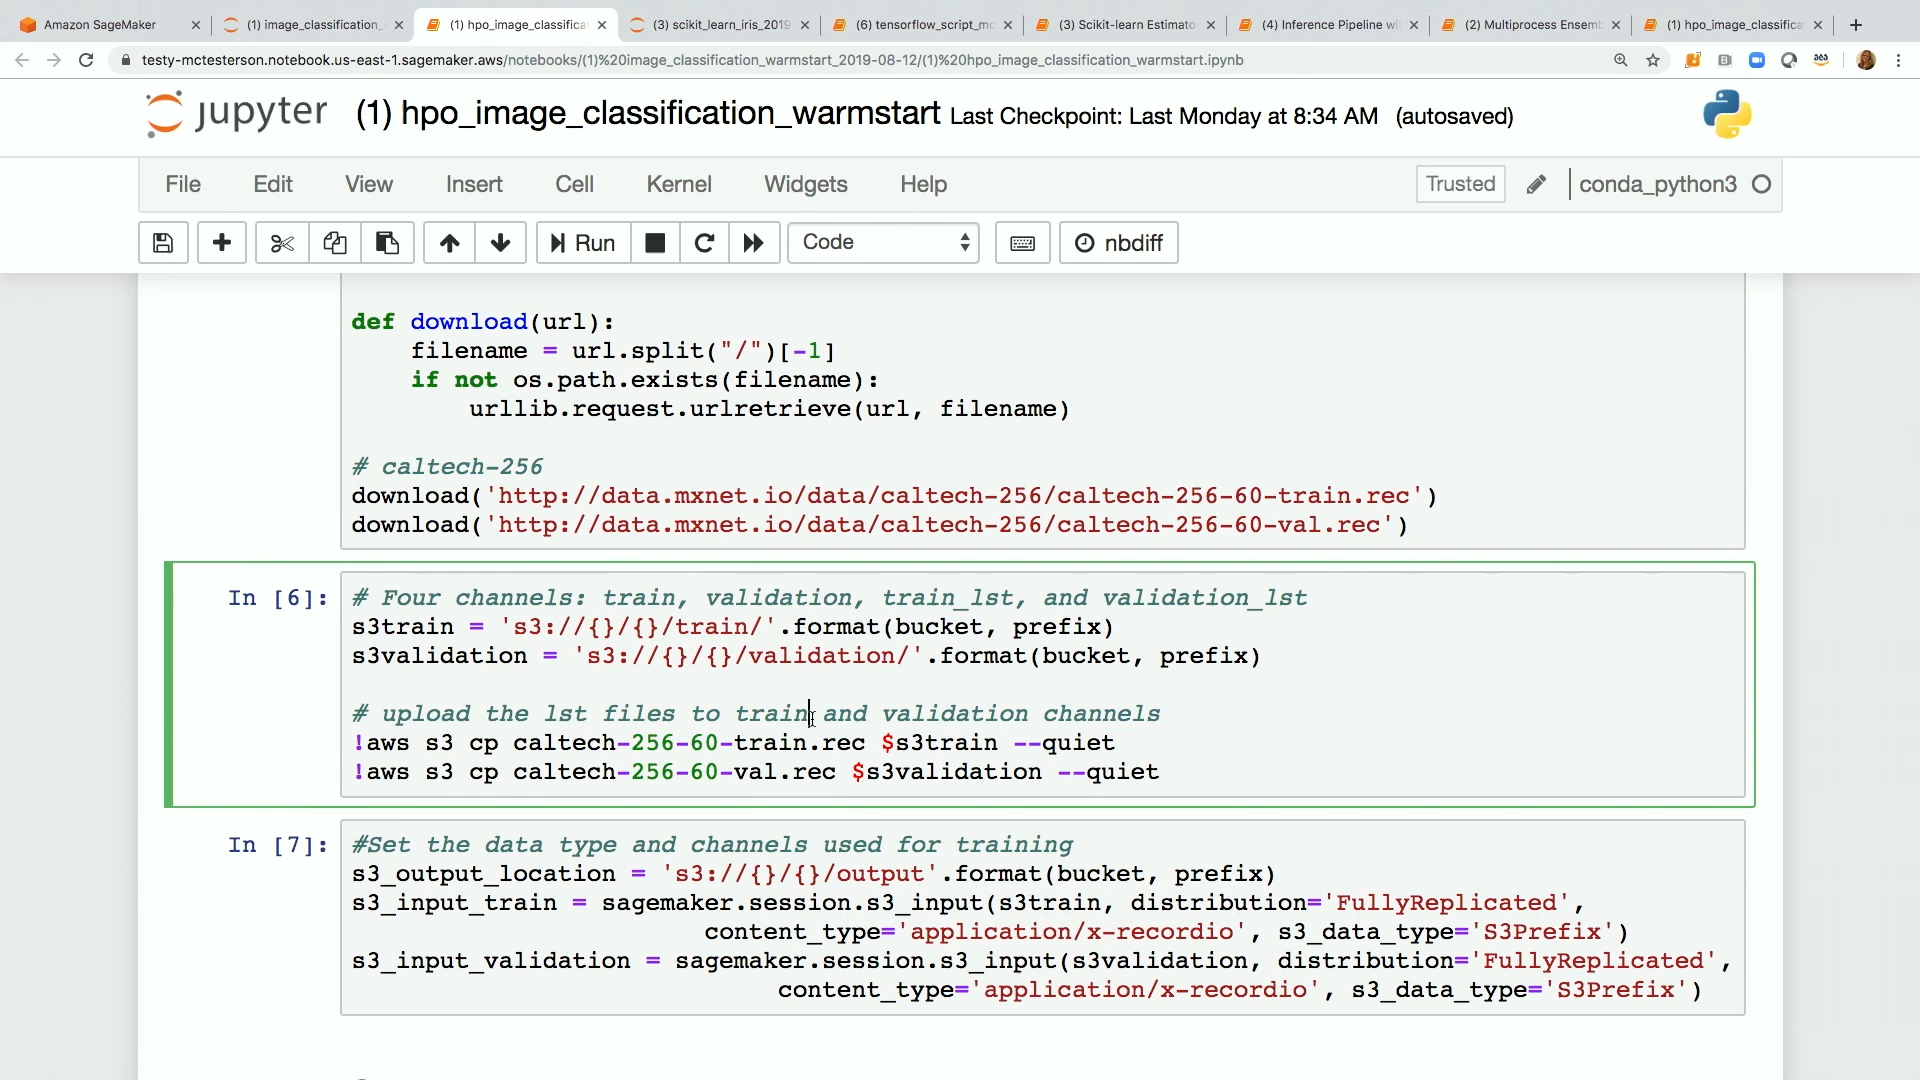 Amazon SageMaker
(1) image_classification_
(1) hpo_image_classifica
(3) scikit_learn_iris_2019
(6) tensorflow_script_mo
(3) Scikit-learn Estimato
(4) Inference Pipeline wi
(2) Multiprocess Ensemb
(1) hpo_image_classifica
testy-mctesterson.notebook.us-east-1.sagemaker.aws/notebooks/(1)%20image_classification_warmstart_2019-08-12/(1)%20hpo_image_classification_warmstart.ipynb
jupyter (1) hpo_image_classification_warmstart Last Checkpoint: Last Monday at 8:34 AM (autosaved)
File Edit View Insert Cell Kernel Widgets Help Trusted conda_python3
Run Code nbdiff
def download(url):
filename = url.split("/")[-1]
if not os.path.exists(filename):
urllib.request.urlretrieve(url, filename)
# caltech-256
download('http://data.mxnet.io/data/caltech-256/caltech-256-60-train.rec')
download('http://data.mxnet.io/data/caltech-256/caltech-256-60-val.rec')
In [6]: # Four channels: train, validation, train_lst, and validation_lst
s3train = 's3://{}/{}/train/'.format(bucket, prefix)
s3validation = 's3://{}/{}/validation/'.format(bucket, prefix)
# upload the lst files to train and validation channels
!aws s3 cp caltech-256-60-train.rec $s3train --quiet
!aws s3 cp caltech-256-60-val.rec $s3validation --quiet
In [7]: #Set the data type and channels used for training
s3_output_location = 's3://{}/{}/output'.format(bucket, prefix)
s3_input_train = sagemaker.session.s3_input(s3train, distribution='FullyReplicated',
content_type='application/x-recordio', s3_data_type='S3Prefix')
s3_input_validation = sagemaker.session.s3_input(s3validation, distribution='FullyReplicated',
content_type='application/x-recordio', s3_data_type='S3Prefix')